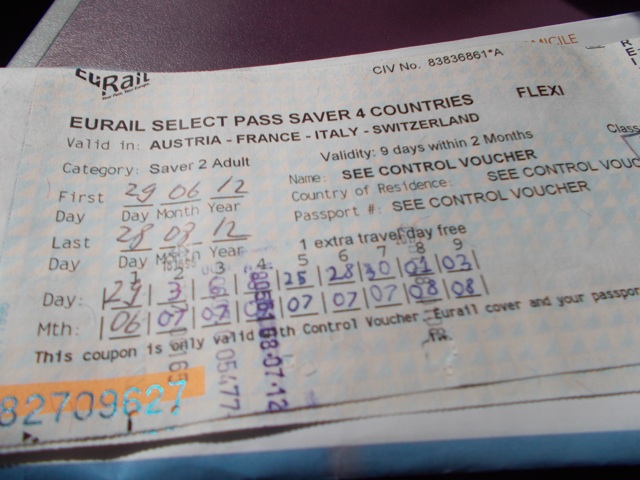 EURail
CIV No. 83836861*A
EURAIL SELECT PASS SAVER 4 COUNTRIES FLEXI
Valid in: AUSTRIA - FRANCE - ITALY - SWITZERLAND
Category: Saver 2 Adult Validity: 9 days within 2 Months Class
First 29 06 12 Name: SEE CONTROL VOUCHER
Day Day Month Year Country of Residence: SEE CONTROL VOUC
Last 28 08 12 Passport #: SEE CONTROL VOUCHER
Day Day Month Year 1 extra travel day free
1 2 3 4 5 6 7 8 9
Day: 29 3 25 28 30 01 03
Mth: 06 07 07 07 07 07 08 08
This coupon is only valid with Control Voucher, Eurail cover and your passpor
82709627
08-07-12
05477